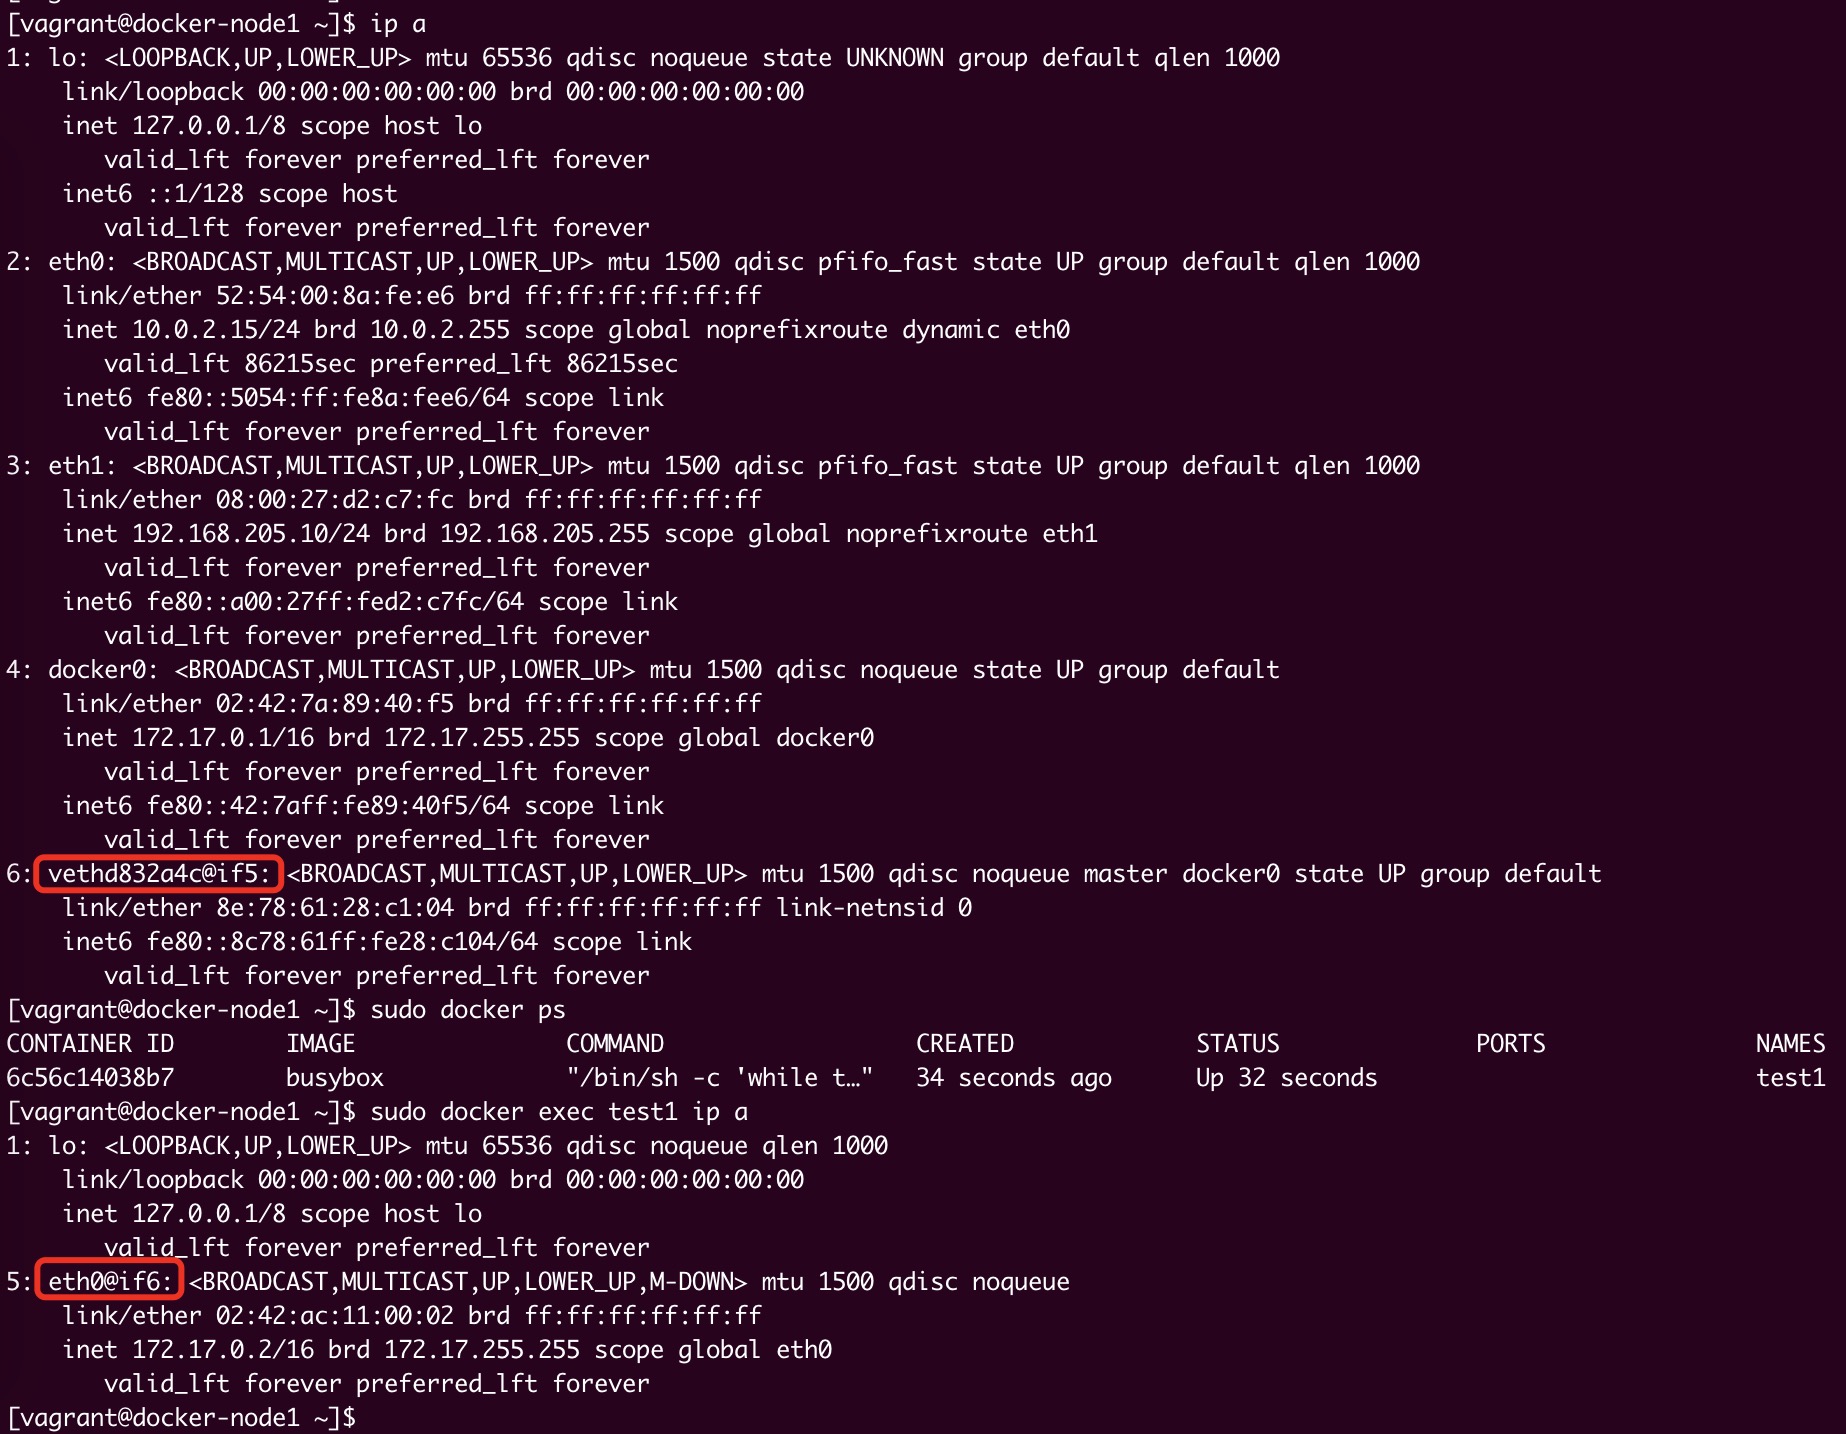 [vagrant@docker-node1 ~]$ ip a
1: lo: <LOOPBACK,UP,LOWER_UP> mtu 65536 qdisc noqueue state UNKNOWN group default qlen 1000
    link/loopback 00:00:00:00:00:00 brd 00:00:00:00:00:00
    inet 127.0.0.1/8 scope host lo
       valid_lft forever preferred_lft forever
    inet6 ::1/128 scope host
       valid_lft forever preferred_lft forever
2: eth0: <BROADCAST,MULTICAST,UP,LOWER_UP> mtu 1500 qdisc pfifo_fast state UP group default qlen 1000
    link/ether 52:54:00:8a:fe:e6 brd ff:ff:ff:ff:ff:ff
    inet 10.0.2.15/24 brd 10.0.2.255 scope global noprefixroute dynamic eth0
       valid_lft 86215sec preferred_lft 86215sec
    inet6 fe80::5054:ff:fe8a:fee6/64 scope link
       valid_lft forever preferred_lft forever
3: eth1: <BROADCAST,MULTICAST,UP,LOWER_UP> mtu 1500 qdisc pfifo_fast state UP group default qlen 1000
    link/ether 08:00:27:d2:c7:fc brd ff:ff:ff:ff:ff:ff
    inet 192.168.205.10/24 brd 192.168.205.255 scope global noprefixroute eth1
       valid_lft forever preferred_lft forever
    inet6 fe80::a00:27ff:fed2:c7fc/64 scope link
       valid_lft forever preferred_lft forever
4: docker0: <BROADCAST,MULTICAST,UP,LOWER_UP> mtu 1500 qdisc noqueue state UP group default
    link/ether 02:42:7a:89:40:f5 brd ff:ff:ff:ff:ff:ff
    inet 172.17.0.1/16 brd 172.17.255.255 scope global docker0
       valid_lft forever preferred_lft forever
    inet6 fe80::42:7aff:fe89:40f5/64 scope link
       valid_lft forever preferred_lft forever
6: vethd832a4c@if5: <BROADCAST,MULTICAST,UP,LOWER_UP> mtu 1500 qdisc noqueue master docker0 state UP group default
    link/ether 8e:78:61:28:c1:04 brd ff:ff:ff:ff:ff:ff link-netnsid 0
    inet6 fe80::8c78:61ff:fe28:c104/64 scope link
       valid_lft forever preferred_lft forever
[vagrant@docker-node1 ~]$ sudo docker ps
CONTAINER ID        IMAGE               COMMAND                  CREATED             STATUS              PORTS               NAMES
6c56c14038b7        busybox             "/bin/sh -c 'while t…"   34 seconds ago      Up 32 seconds                           test1
[vagrant@docker-node1 ~]$ sudo docker exec test1 ip a
1: lo: <LOOPBACK,UP,LOWER_UP> mtu 65536 qdisc noqueue qlen 1000
    link/loopback 00:00:00:00:00:00 brd 00:00:00:00:00:00
    inet 127.0.0.1/8 scope host lo
       valid_lft forever preferred_lft forever
5: eth0@if6: <BROADCAST,MULTICAST,UP,LOWER_UP,M-DOWN> mtu 1500 qdisc noqueue
    link/ether 02:42:ac:11:00:02 brd ff:ff:ff:ff:ff:ff
    inet 172.17.0.2/16 brd 172.17.255.255 scope global eth0
       valid_lft forever preferred_lft forever
[vagrant@docker-node1 ~]$